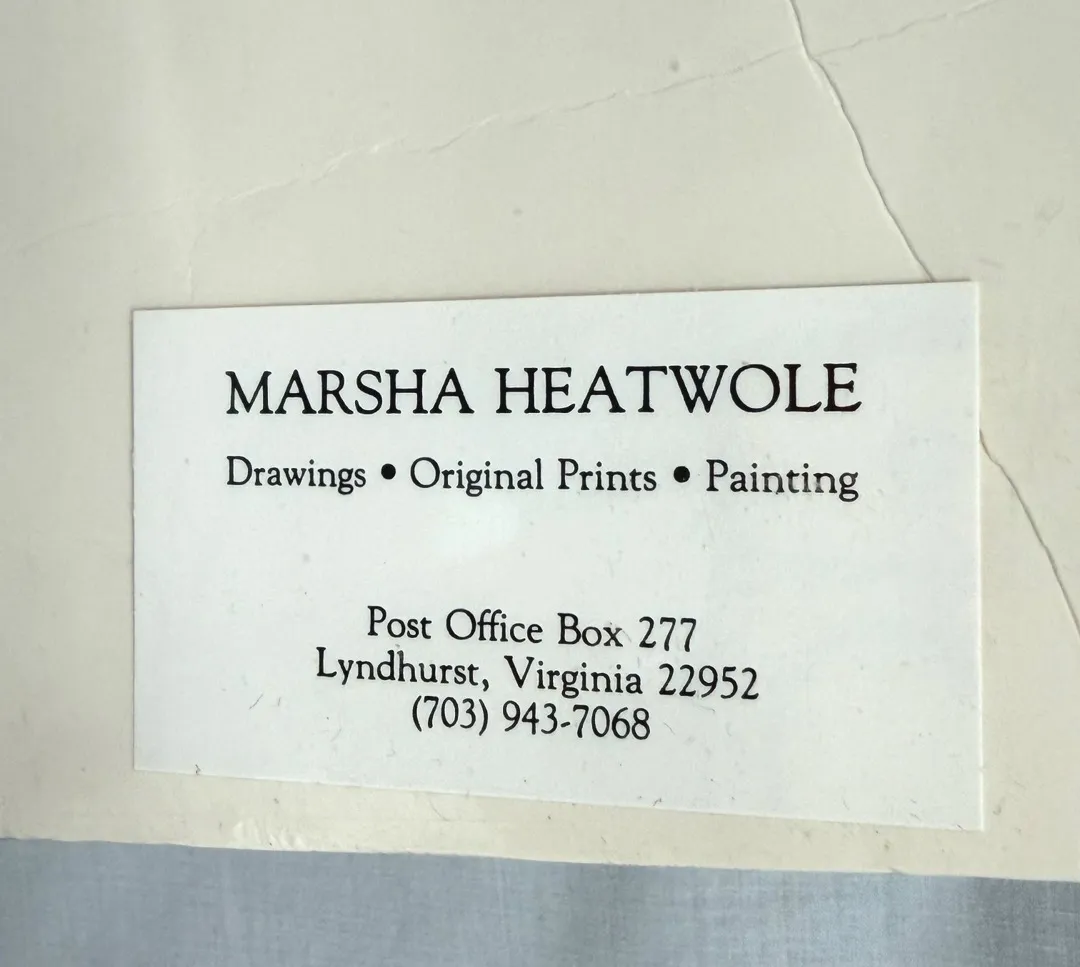 MARSHA HEATWOLE
Drawings • Original Prints • Painting
Post Office Box 277
Lyndhurst, Virginia 22952
(703) 943-7068